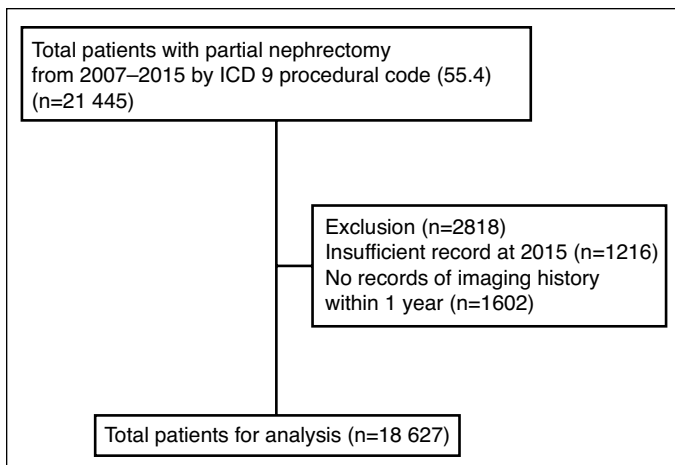 Total patients with partial nephrectomy
from 2007–2015 by ICD 9 procedural code (55.4)
(n=21 445)
Exclusion (n=2818)
Insufficient record at 2015 (n=1216)
No records of imaging history
within 1 year (n=1602)
Total patients for analysis (n=18 627)